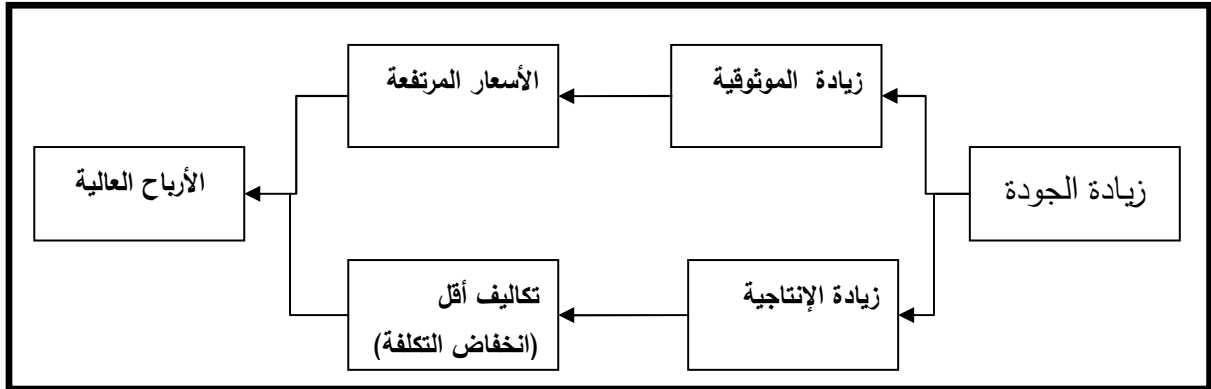 زيادة الجودة
زيادة الموثوقية
الأسعار المرتفعة
زيادة الإنتاجية
تكاليف أقل
(انخفاض التكلفة)
الأرباح العالية